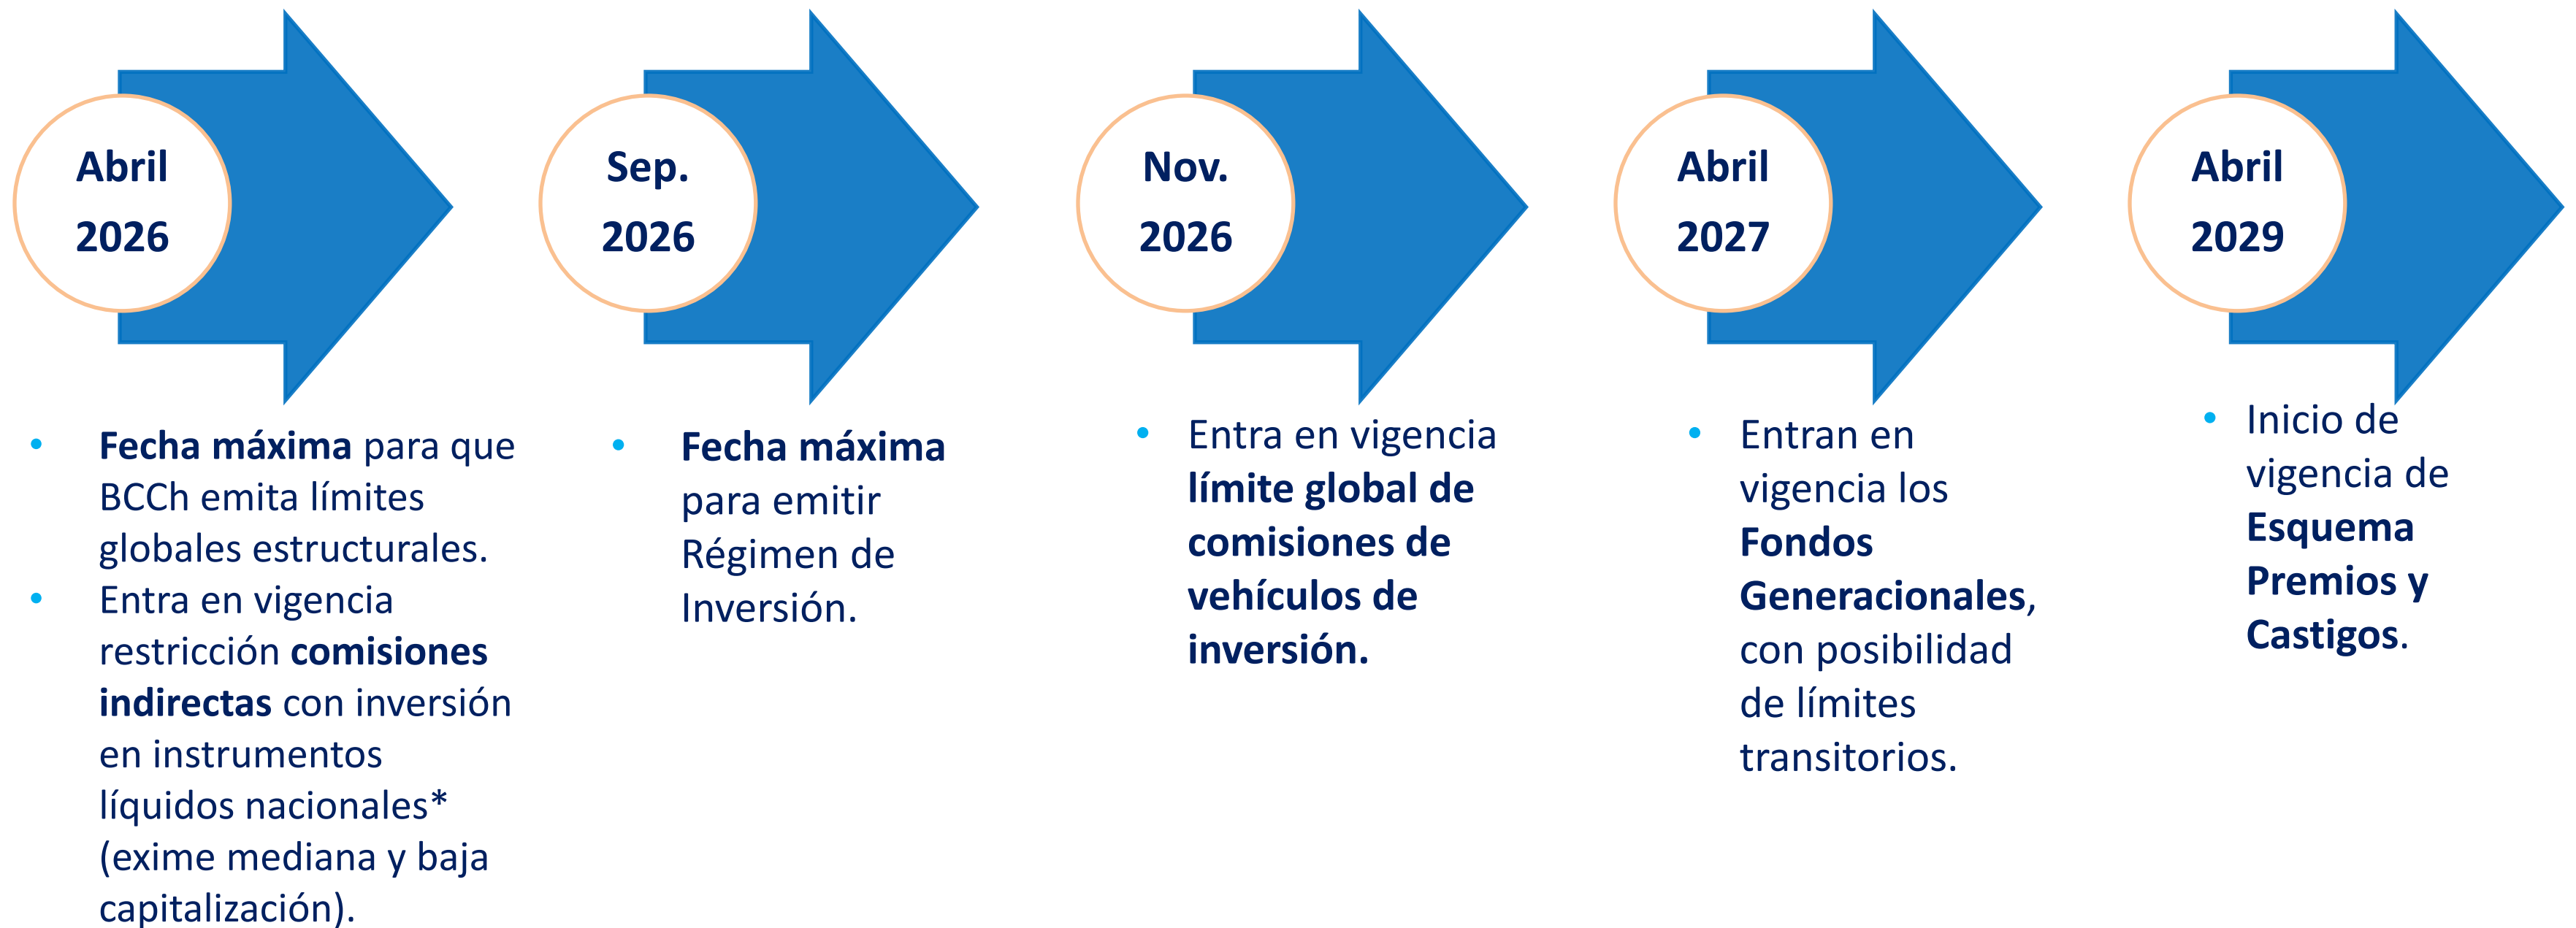 Abril
2026
• Fecha máxima para que
BCCh emita límites
globales estructurales.
• Entra en vigencia
restricción comisiones
indirectas con inversión
en instrumentos
líquidos nacionales*
(exime mediana y baja
capitalización).
Sep.
2026
• Fecha máxima
para emitir
Régimen de
Inversión.
Nov.
2026
• Entra en vigencia
límite global de
comisiones de
vehículos de
inversión.
Abril
2027
• Entran en
vigencia los
Fondos
Generacionales,
con posibilidad
de límites
transitorios.
Abril
2029
• Inicio de
vigencia de
Esquema
Premios y
Castigos.